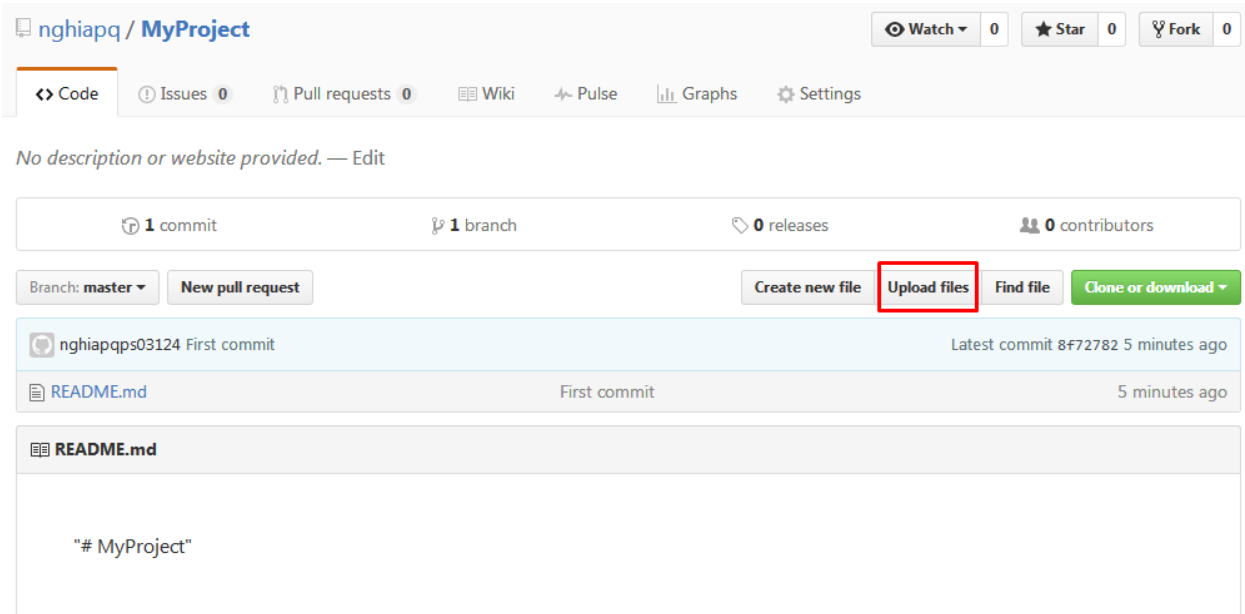 nghiapq / MyProject
Watch 0 Star 0 Fork 0
Code Issues 0 Pull requests 0 Wiki Pulse Graphs Settings
No description or website provided. — Edit
1 commit 1 branch 0 releases 0 contributors
Branch: master New pull request Create new file Upload files Find file Clone or download
nghiapqps03124 First commit Latest commit 8f72782 5 minutes ago
README.md First commit 5 minutes ago
README.md
"# MyProject"